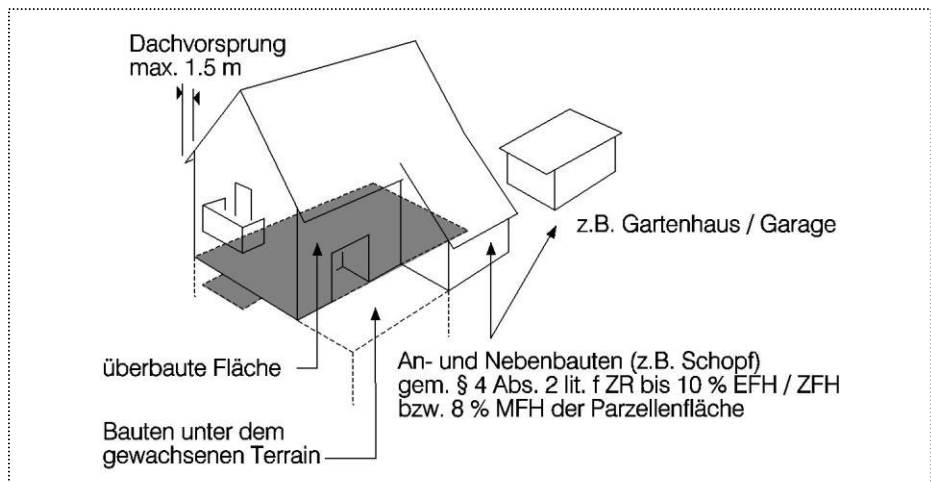 Dachvorsprung
max. 1.5 m
z.B. Gartenhaus / Garage
überbaute Fläche
An- und Nebenbauten (z.B. Schopf)
gem. § 4 Abs. 2 lit. f ZR bis 10 % EFH / ZFH
bzw. 8 % MFH der Parzellenfläche
Bauten unter dem
gewachsenen Terrain